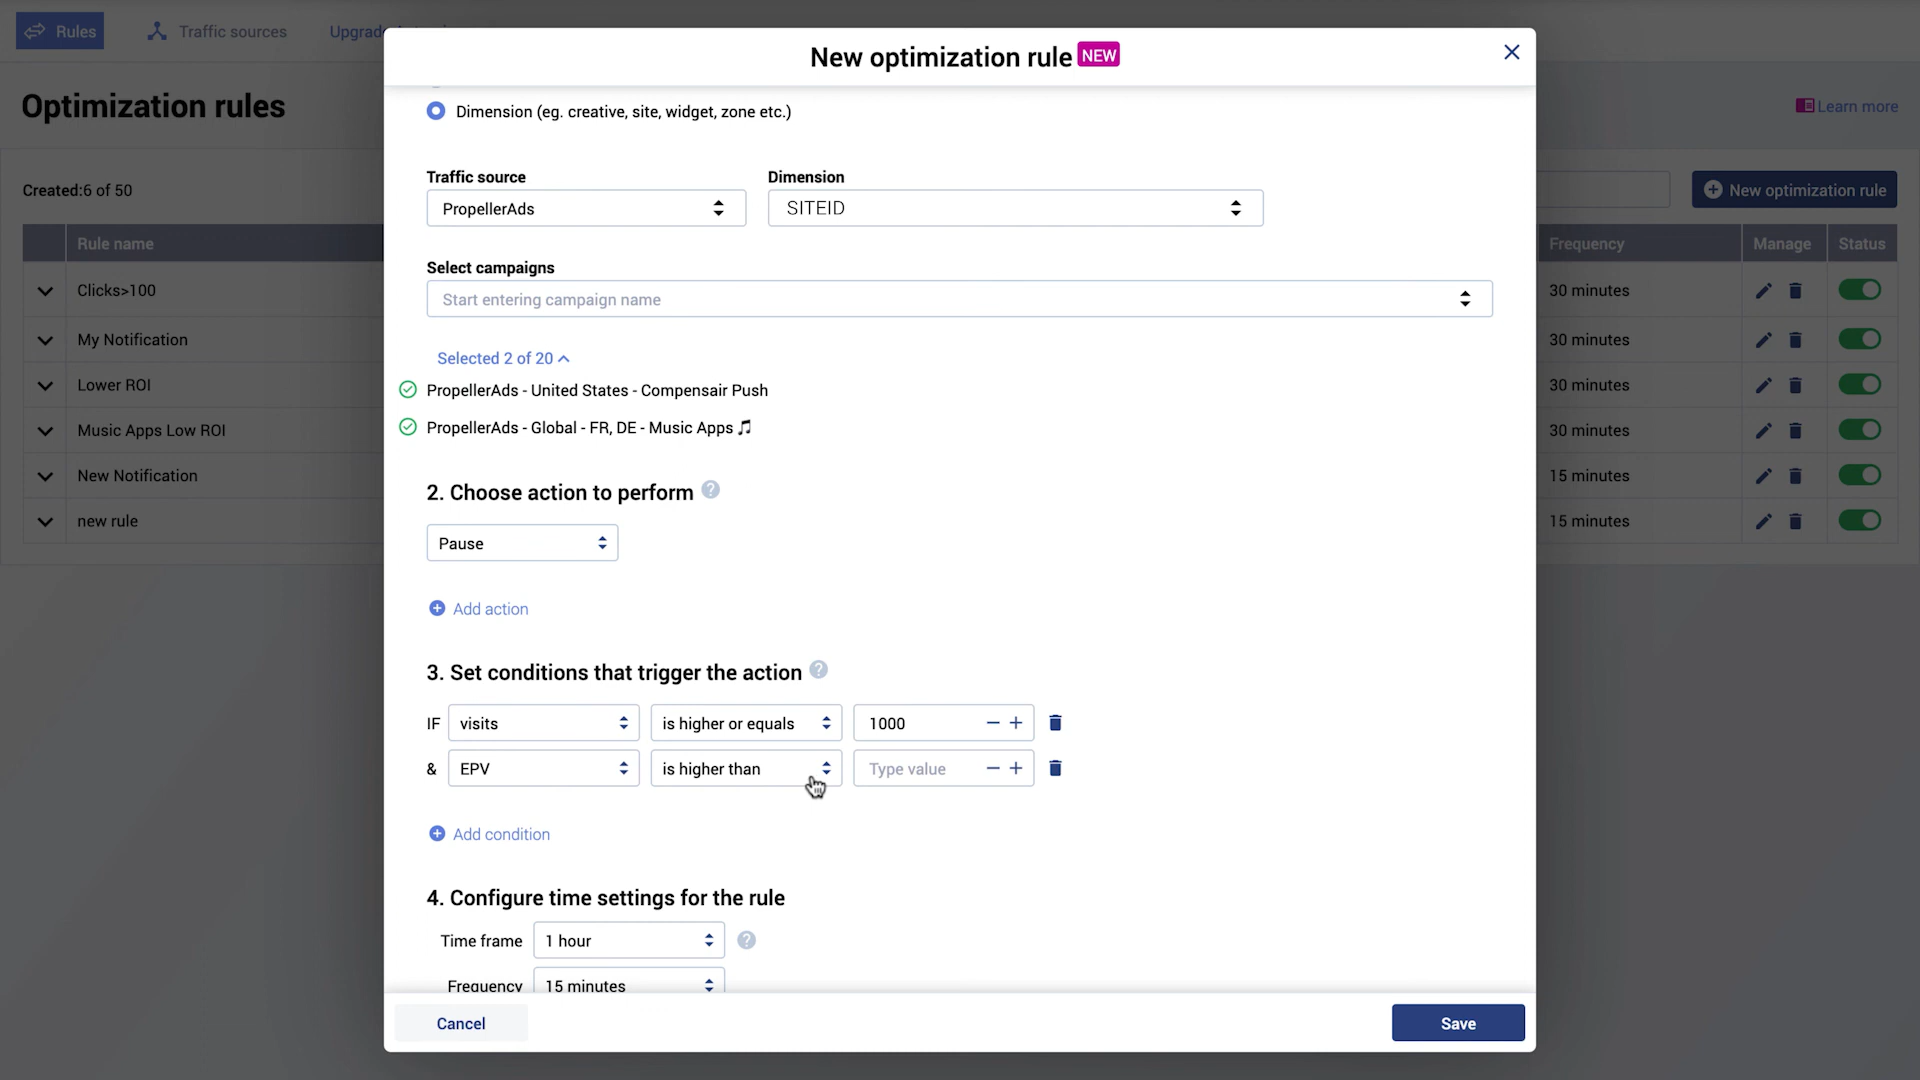 Rules
Traffic sources
Upgrade
Optimization rules
Learn more
Created:6 of 50
New optimization rule
Rule name
Frequency
Manage
Status
Clicks>100
30 minutes
My Notification
30 minutes
Lower ROI
30 minutes
Music Apps Low ROI
30 minutes
New Notification
15 minutes
new rule
15 minutes
New optimization rule NEW
Dimension (eg. creative, site, widget, zone etc.)
Traffic source
Dimension
PropellerAds
SITEID
Select campaigns
Start entering campaign name
Selected 2 of 20
PropellerAds - United States - Compensair Push
PropellerAds - Global - FR, DE - Music Apps 🎵
2. Choose action to perform ?
Pause
Add action
3. Set conditions that trigger the action ?
IF visits is higher or equals 1000
& EPV is higher than Type value
Add condition
4. Configure time settings for the rule
Time frame 1 hour ?
Frequency 15 minutes
Cancel
Save